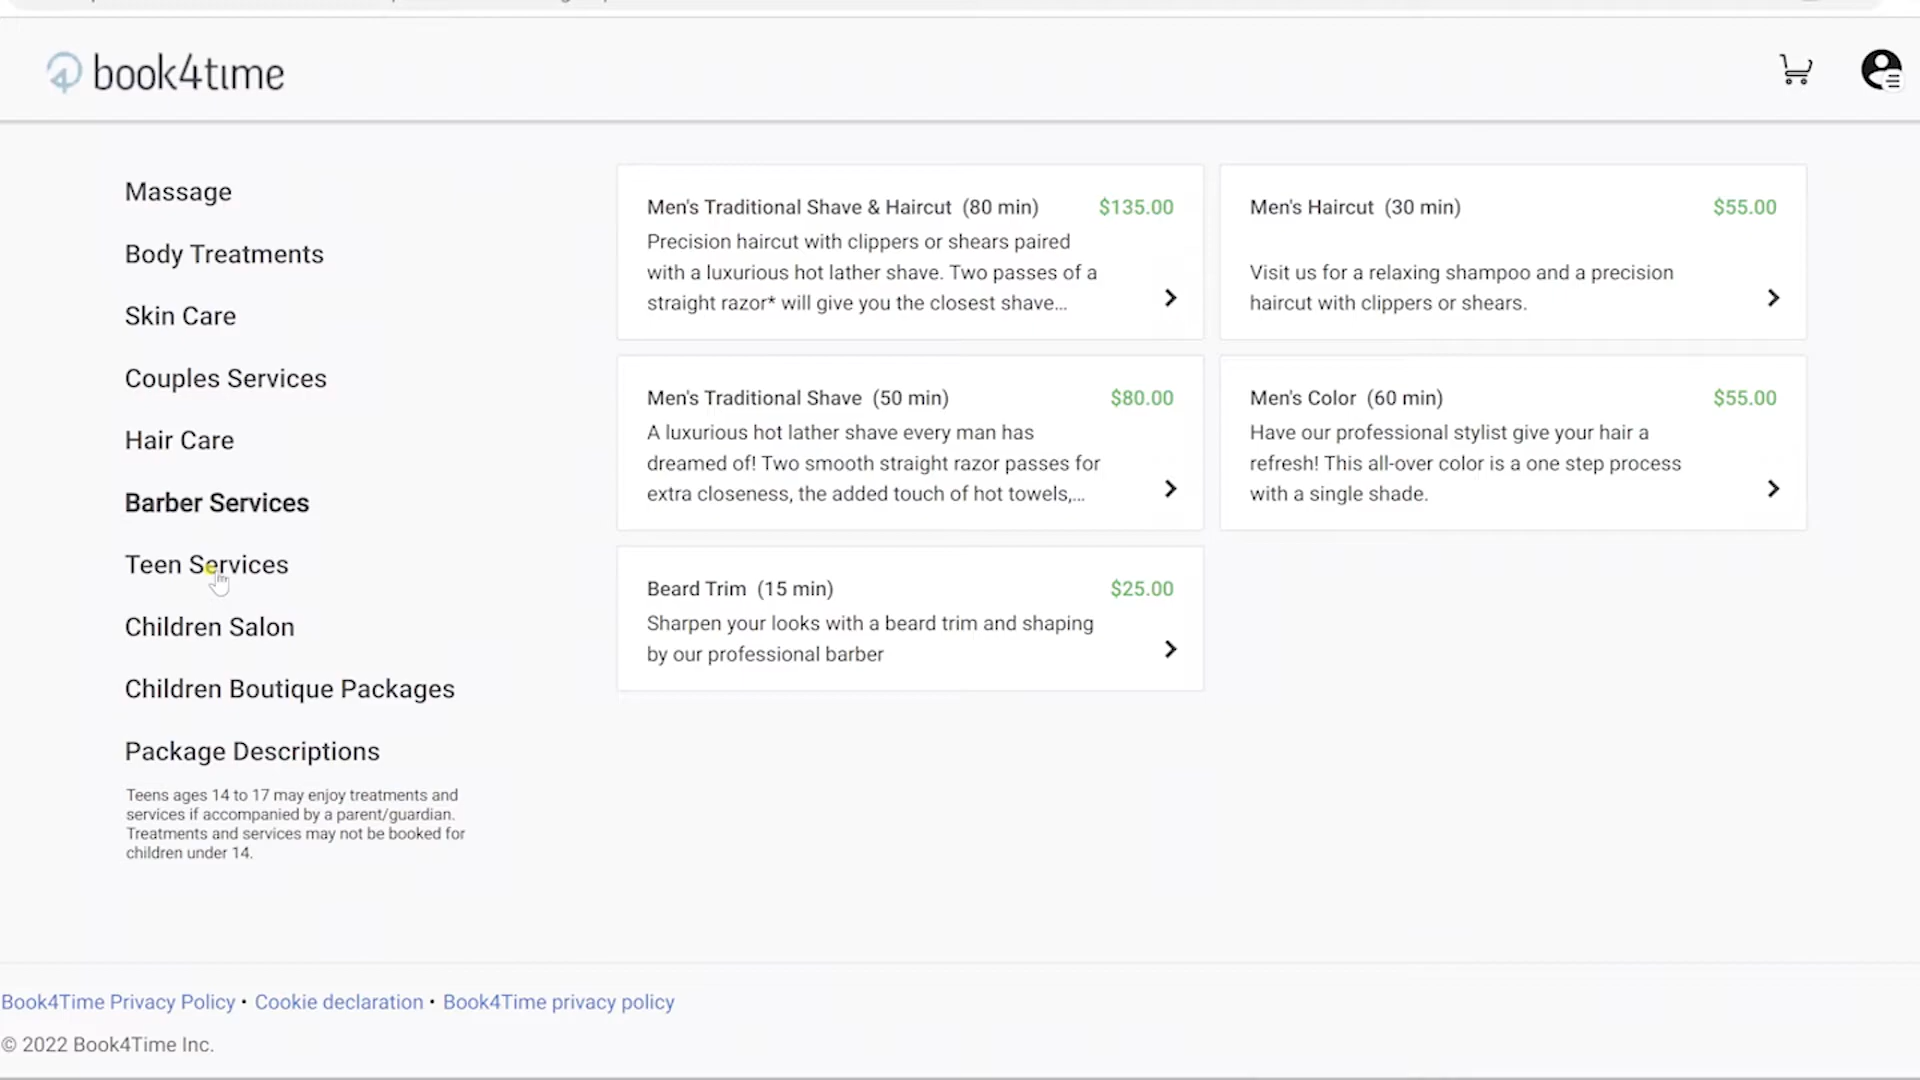 book4tıme
Massage
Body Treatments
Skin Care
Couples Services
Hair Care
Barber Services
Teen Services
Children Salon
Children Boutique Packages
Package Descriptions
Teens ages 14 to 17 may enjoy treatments and
services if accompanied by a parent/guardian.
Treatments and services may not be booked for
children under 14.
Men's Traditional Shave & Haircut (80 min) $135.00
Precision haircut with clippers or shears paired
with a luxurious hot lather shave. Two passes of a
straight razor* will give you the closest shave...
Men's Haircut (30 min) $55.00
Visit us for a relaxing shampoo and a precision
haircut with clippers or shears.
Men's Traditional Shave (50 min) $80.00
A luxurious hot lather shave every man has
dreamed of! Two smooth straight razor passes for
extra closeness, the added touch of hot towels,...
Men's Color (60 min) $55.00
Have our professional stylist give your hair a
refresh! This all-over color is a one step process
with a single shade.
Beard Trim (15 min) $25.00
Sharpen your looks with a beard trim and shaping
by our professional barber
Book4Time Privacy Policy • Cookie declaration • Book4Time privacy policy
© 2022 Book4Time Inc.